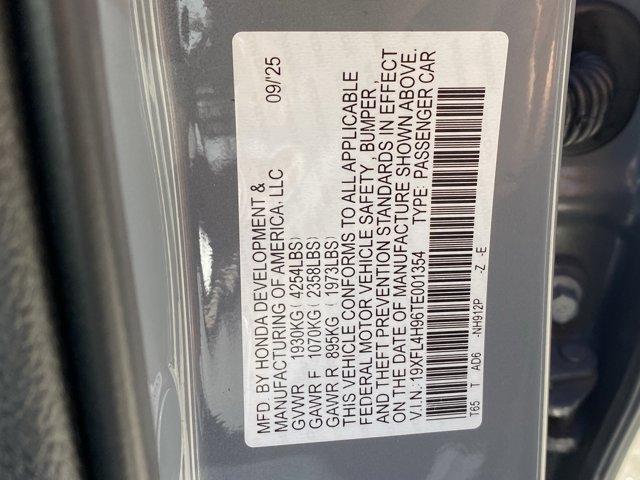 MFD. BY HONDA DEVELOPMENT & 09/'25
MANUFACTURING OF AMERICA, LLC
GVWR 1930KG ( 4254LBS)
GAWR F 1070KG ( 2358LBS)
GAWR R 895KG ( 1973LBS)
THIS VEHICLE CONFORMS TO ALL APPLICABLE
FEDERAL MOTOR VEHICLE SAFETY , BUMPER ,
AND THEFT PREVENTION STANDARDS IN EFFECT
ON THE DATE OF MANUFACTURE SHOWN ABOVE.
V.I.N.: 19XFL4H96TE001354 TYPE: PASSENGER CAR
T65 T AD6 -NH912P -Z -E